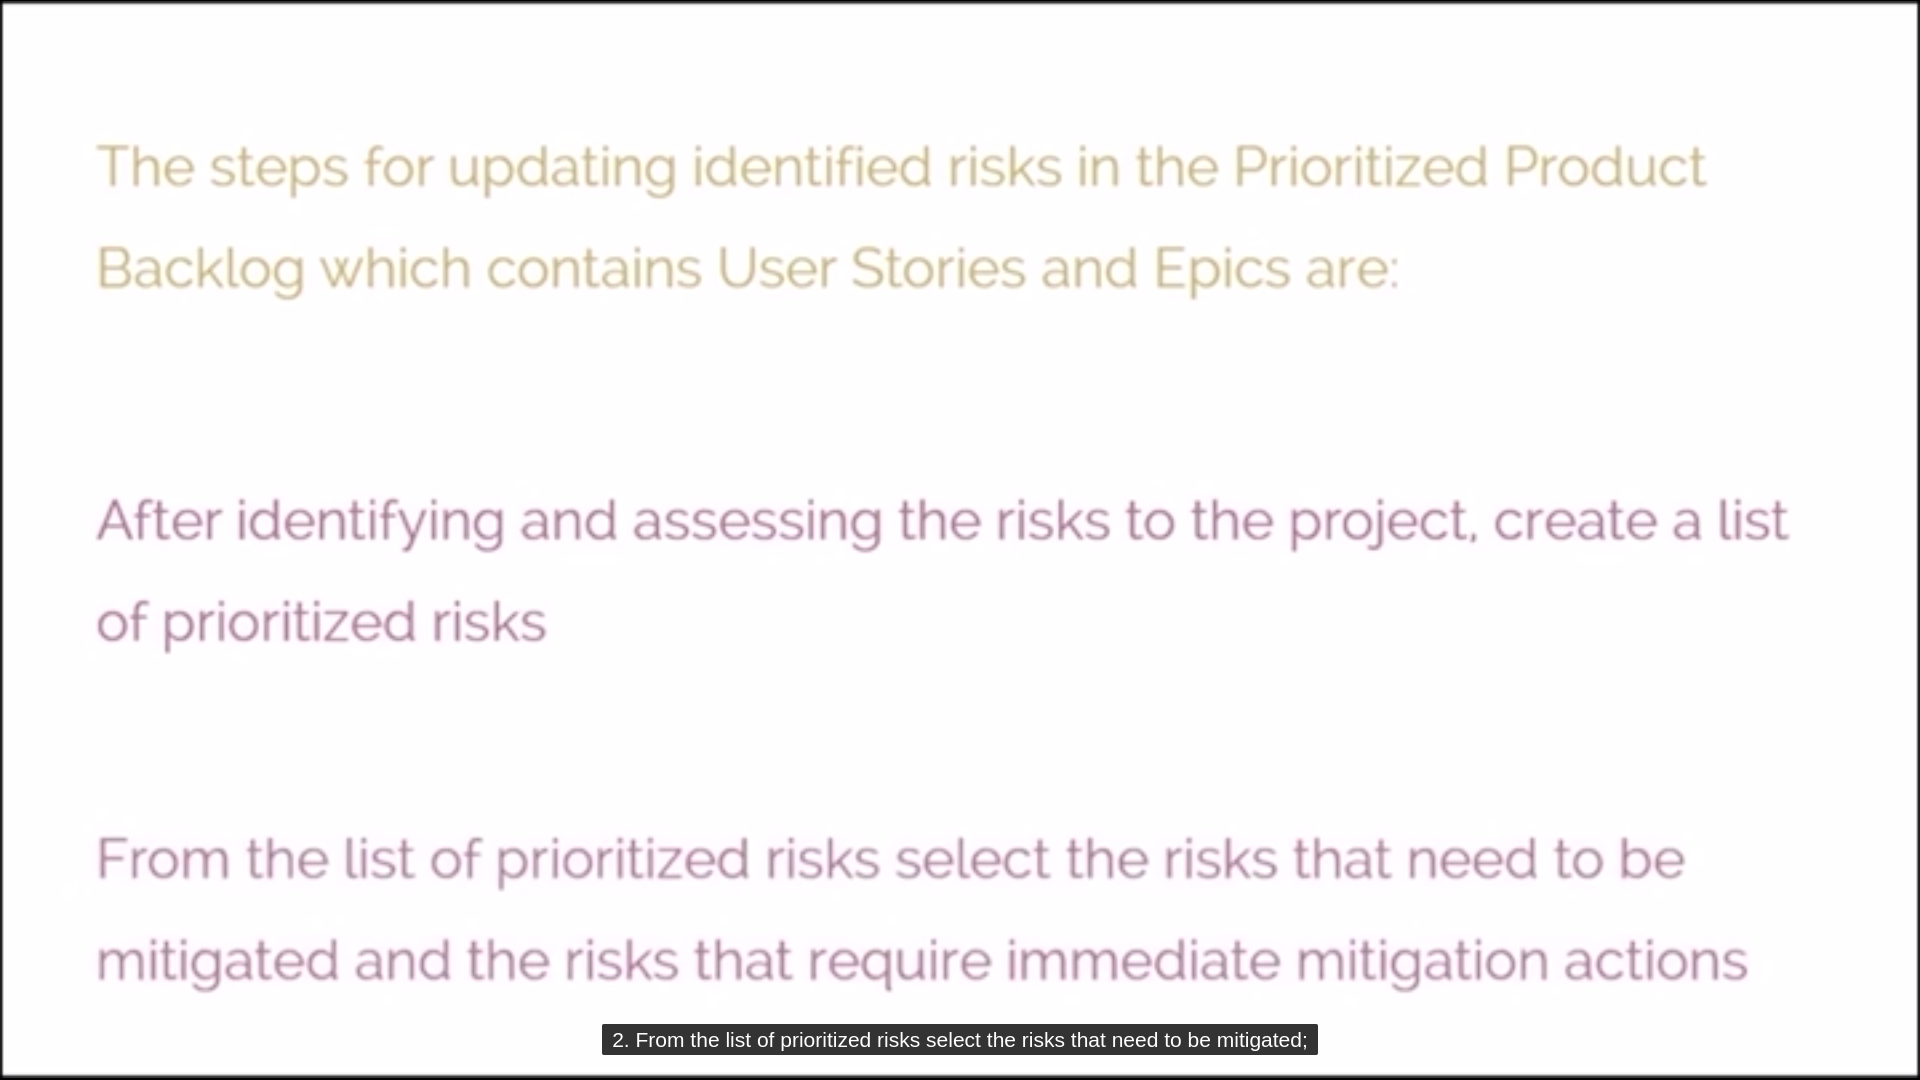 The steps for updating identified risks in the Prioritized Product
Backlog which contains User Stories and Epics are:
After identifying and assessing the risks to the project, create a list
of prioritized risks
From the list of prioritized risks select the risks that need to be
mitigated and the risks that require immediate mitigation actions
2. From the list of prioritized risks select the risks that need to be mitigated;